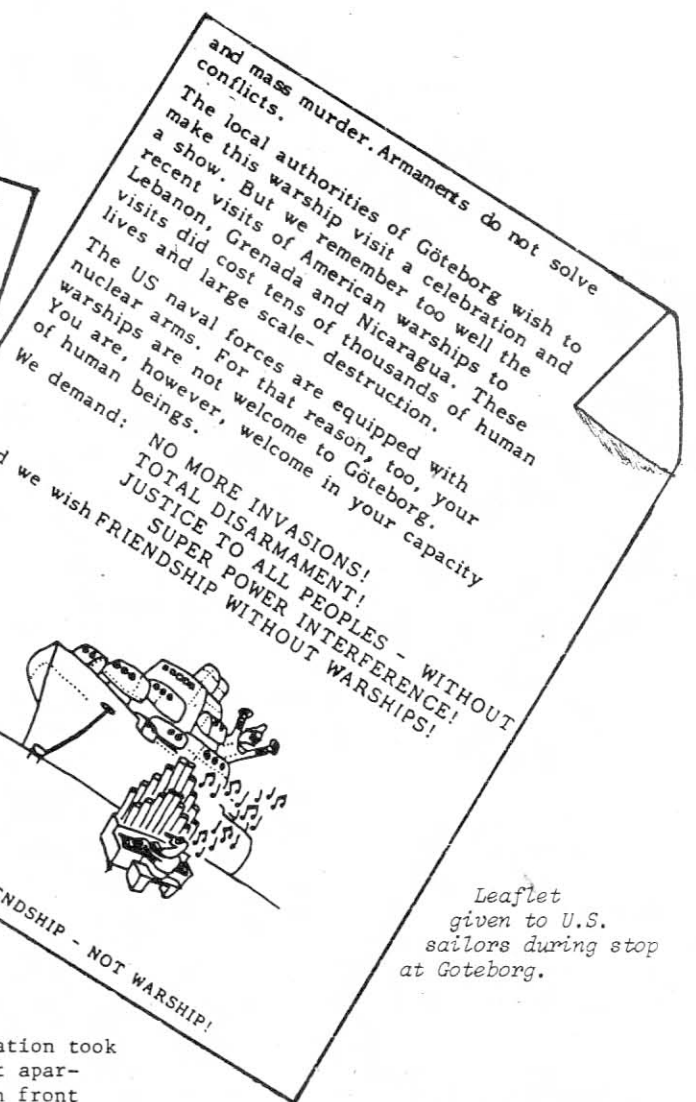 and mass murder. Armaments do not solve
conflicts.
The local authorities of Göteborg wish to
make this warship visit a celebration and
a show. But we remember too well the
recent visits of American warships to
Lebanon, Grenada and Nicaragua. These
visits did cost tens of thousands of human
lives and large scale- destruction.
The US naval forces are equipped with
nuclear arms. For that reason, too, your
warships are not welcome to Göteborg.
You are, however, welcome in your capacity
of human beings.
We demand:
NO MORE INVASIONS!
TOTAL DISARMAMENT!
JUSTICE TO ALL PEOPLES - WITHOUT
SUPER POWER INTERFERENCE!
we wish FRIENDSHIP WITHOUT WARSHIPS!
NDSHIP - NOT WARSHIP!
Leaflet
given to U.S.
sailors during stop
at Goteborg.
ation took
t apar-
n front